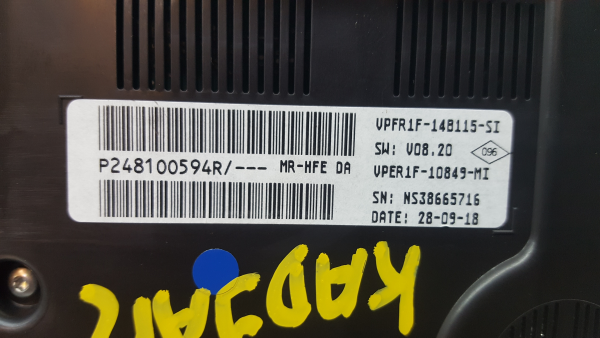 VPFR1F-14B115-SI
SW: V08.20
096
P248100594R/--- MR-HFE DA
VPER1F-10849-MI
SN: NS38665716
DATE: 28-09-18
KADJAR